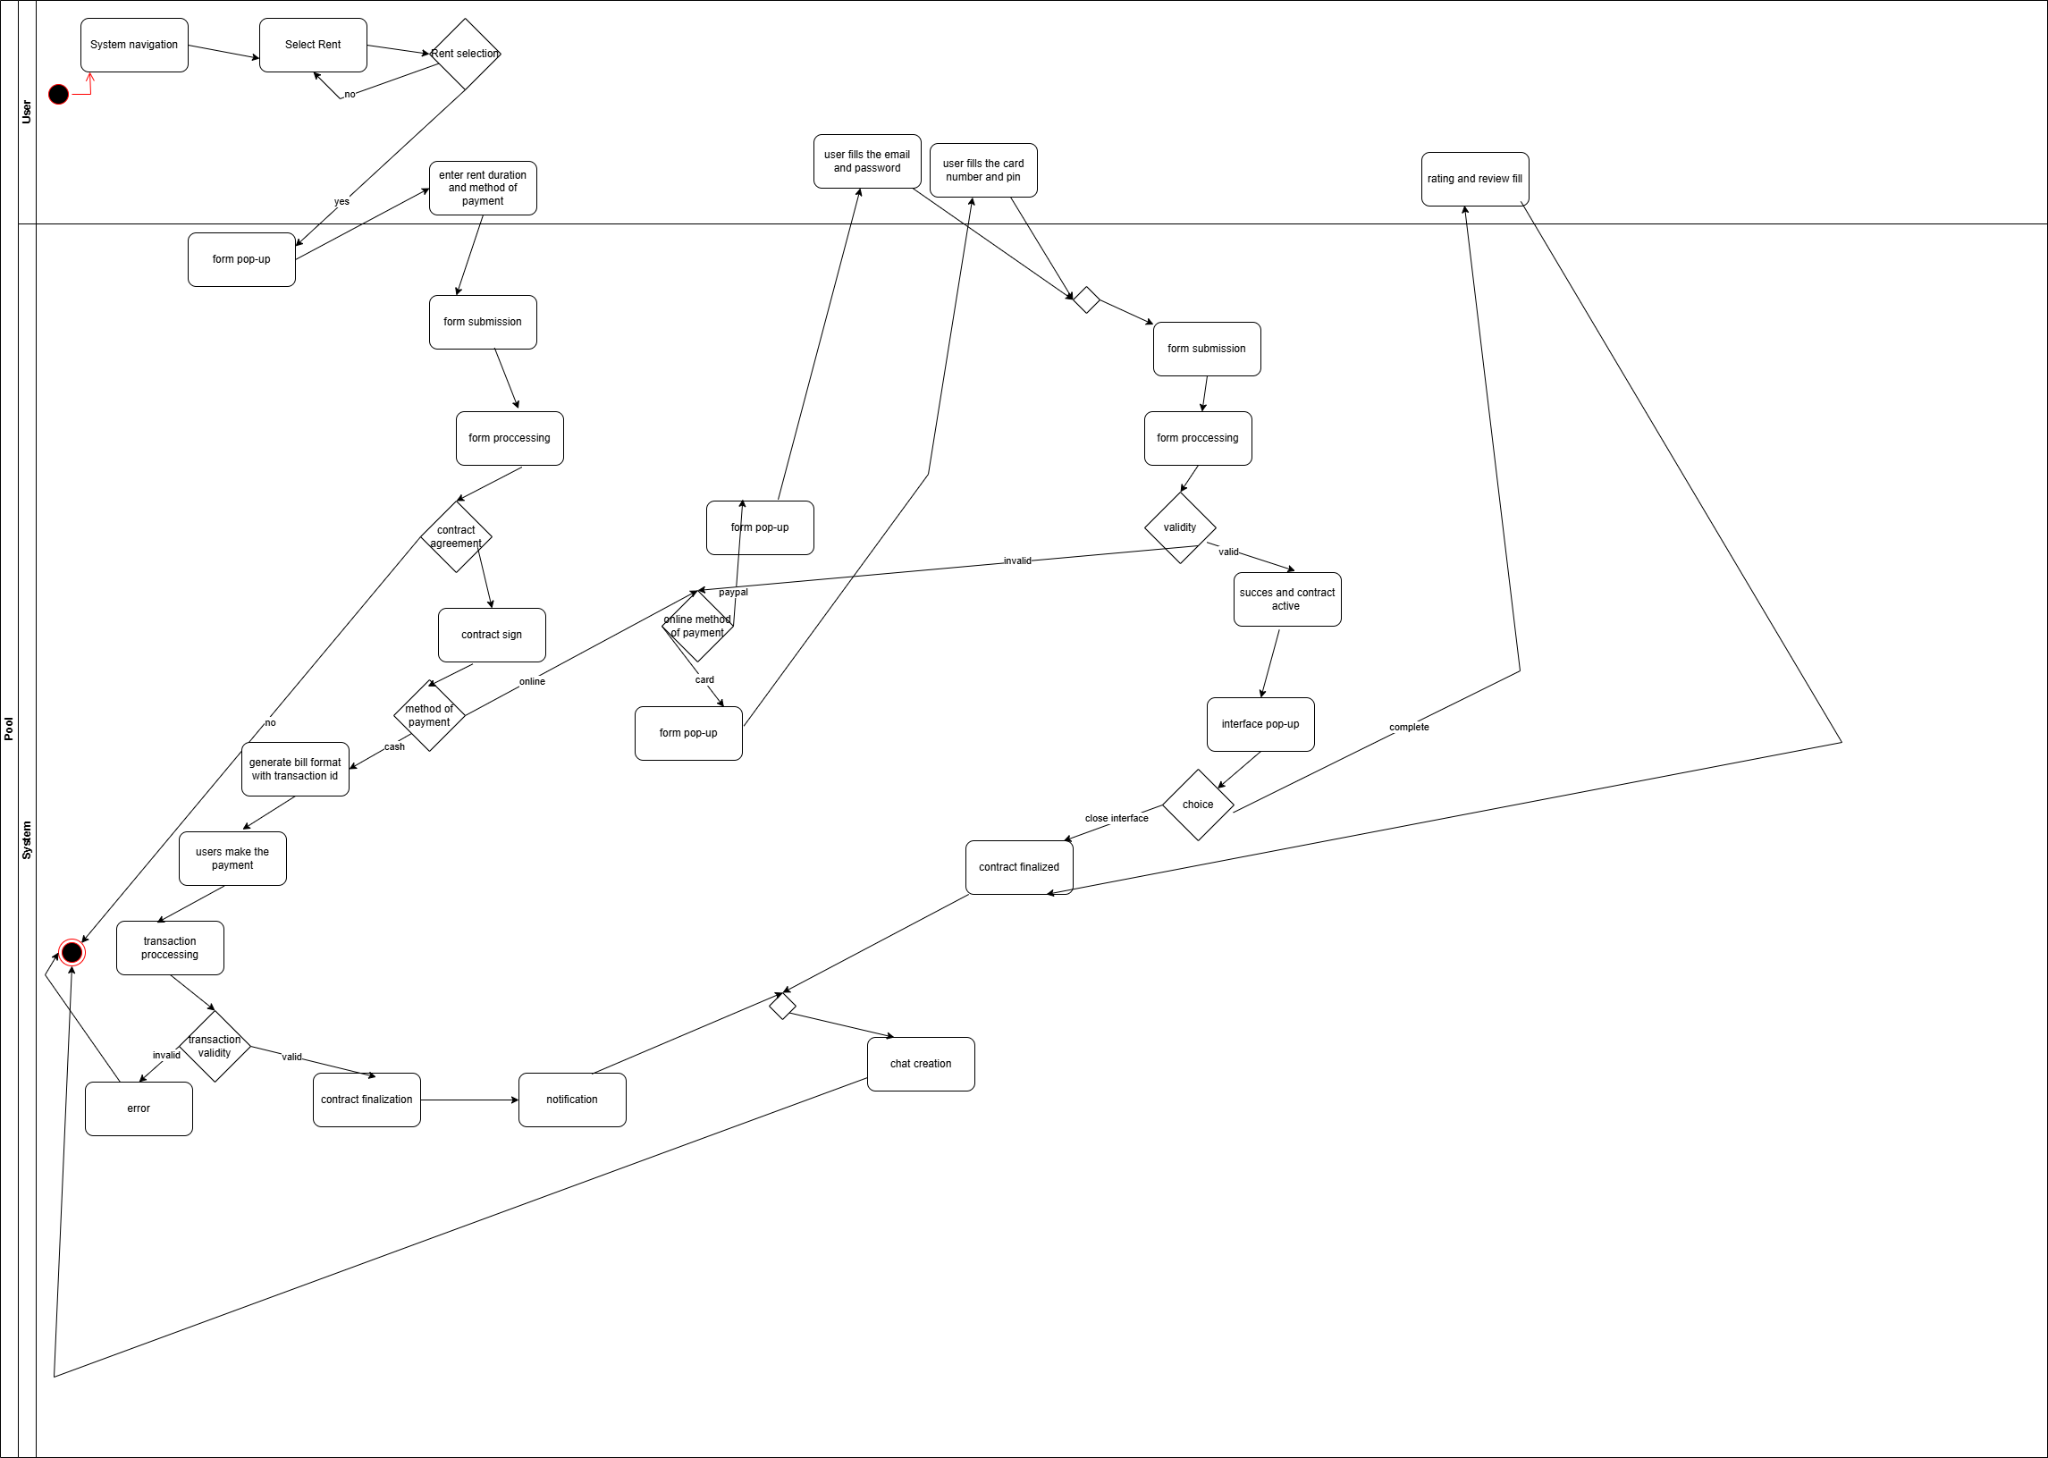 Pool
User
System
System navigation
Select Rent
Rent selection
no
yes
enter rent duration
and method of
payment
user fills the email
and password
user fills the card
number and pin
rating and review fill
form pop-up
form submission
form submission
form proccessing
form proccessing
contract
agreement
form pop-up
validity
invalid
valid
paypal
succes and contract
active
online method
of payment
contract sign
online
card
method of
payment
no
cash
form pop-up
interface pop-up
complete
generate bill format
with transaction id
choice
close interface
users make the
payment
contract finalized
transaction
proccessing
transaction
validity
invalid
valid
chat creation
error
contract finalization
notification